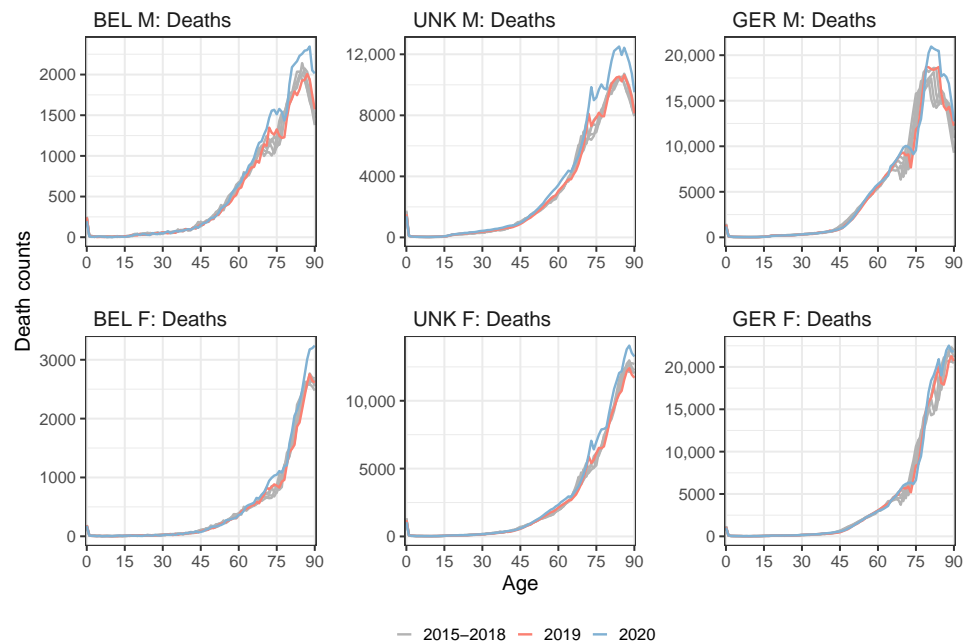 BEL M: Deaths
UNK M: Deaths
GER M: Deaths
2000
1500
1000
500
0
0 15 30 45 60 75 90
12,000
8000
4000
0
0 15 30 45 60 75 90
20,000
15,000
10,000
5000
0
0 15 30 45 60 75 90
Death counts
BEL F: Deaths
UNK F: Deaths
GER F: Deaths
3000
2000
1000
0
0 15 30 45 60 75 90
10,000
5000
0
0 15 30 45 60 75 90
20,000
15,000
10,000
5000
0
0 15 30 45 60 75 90
Age
2015−2018 2019 2020